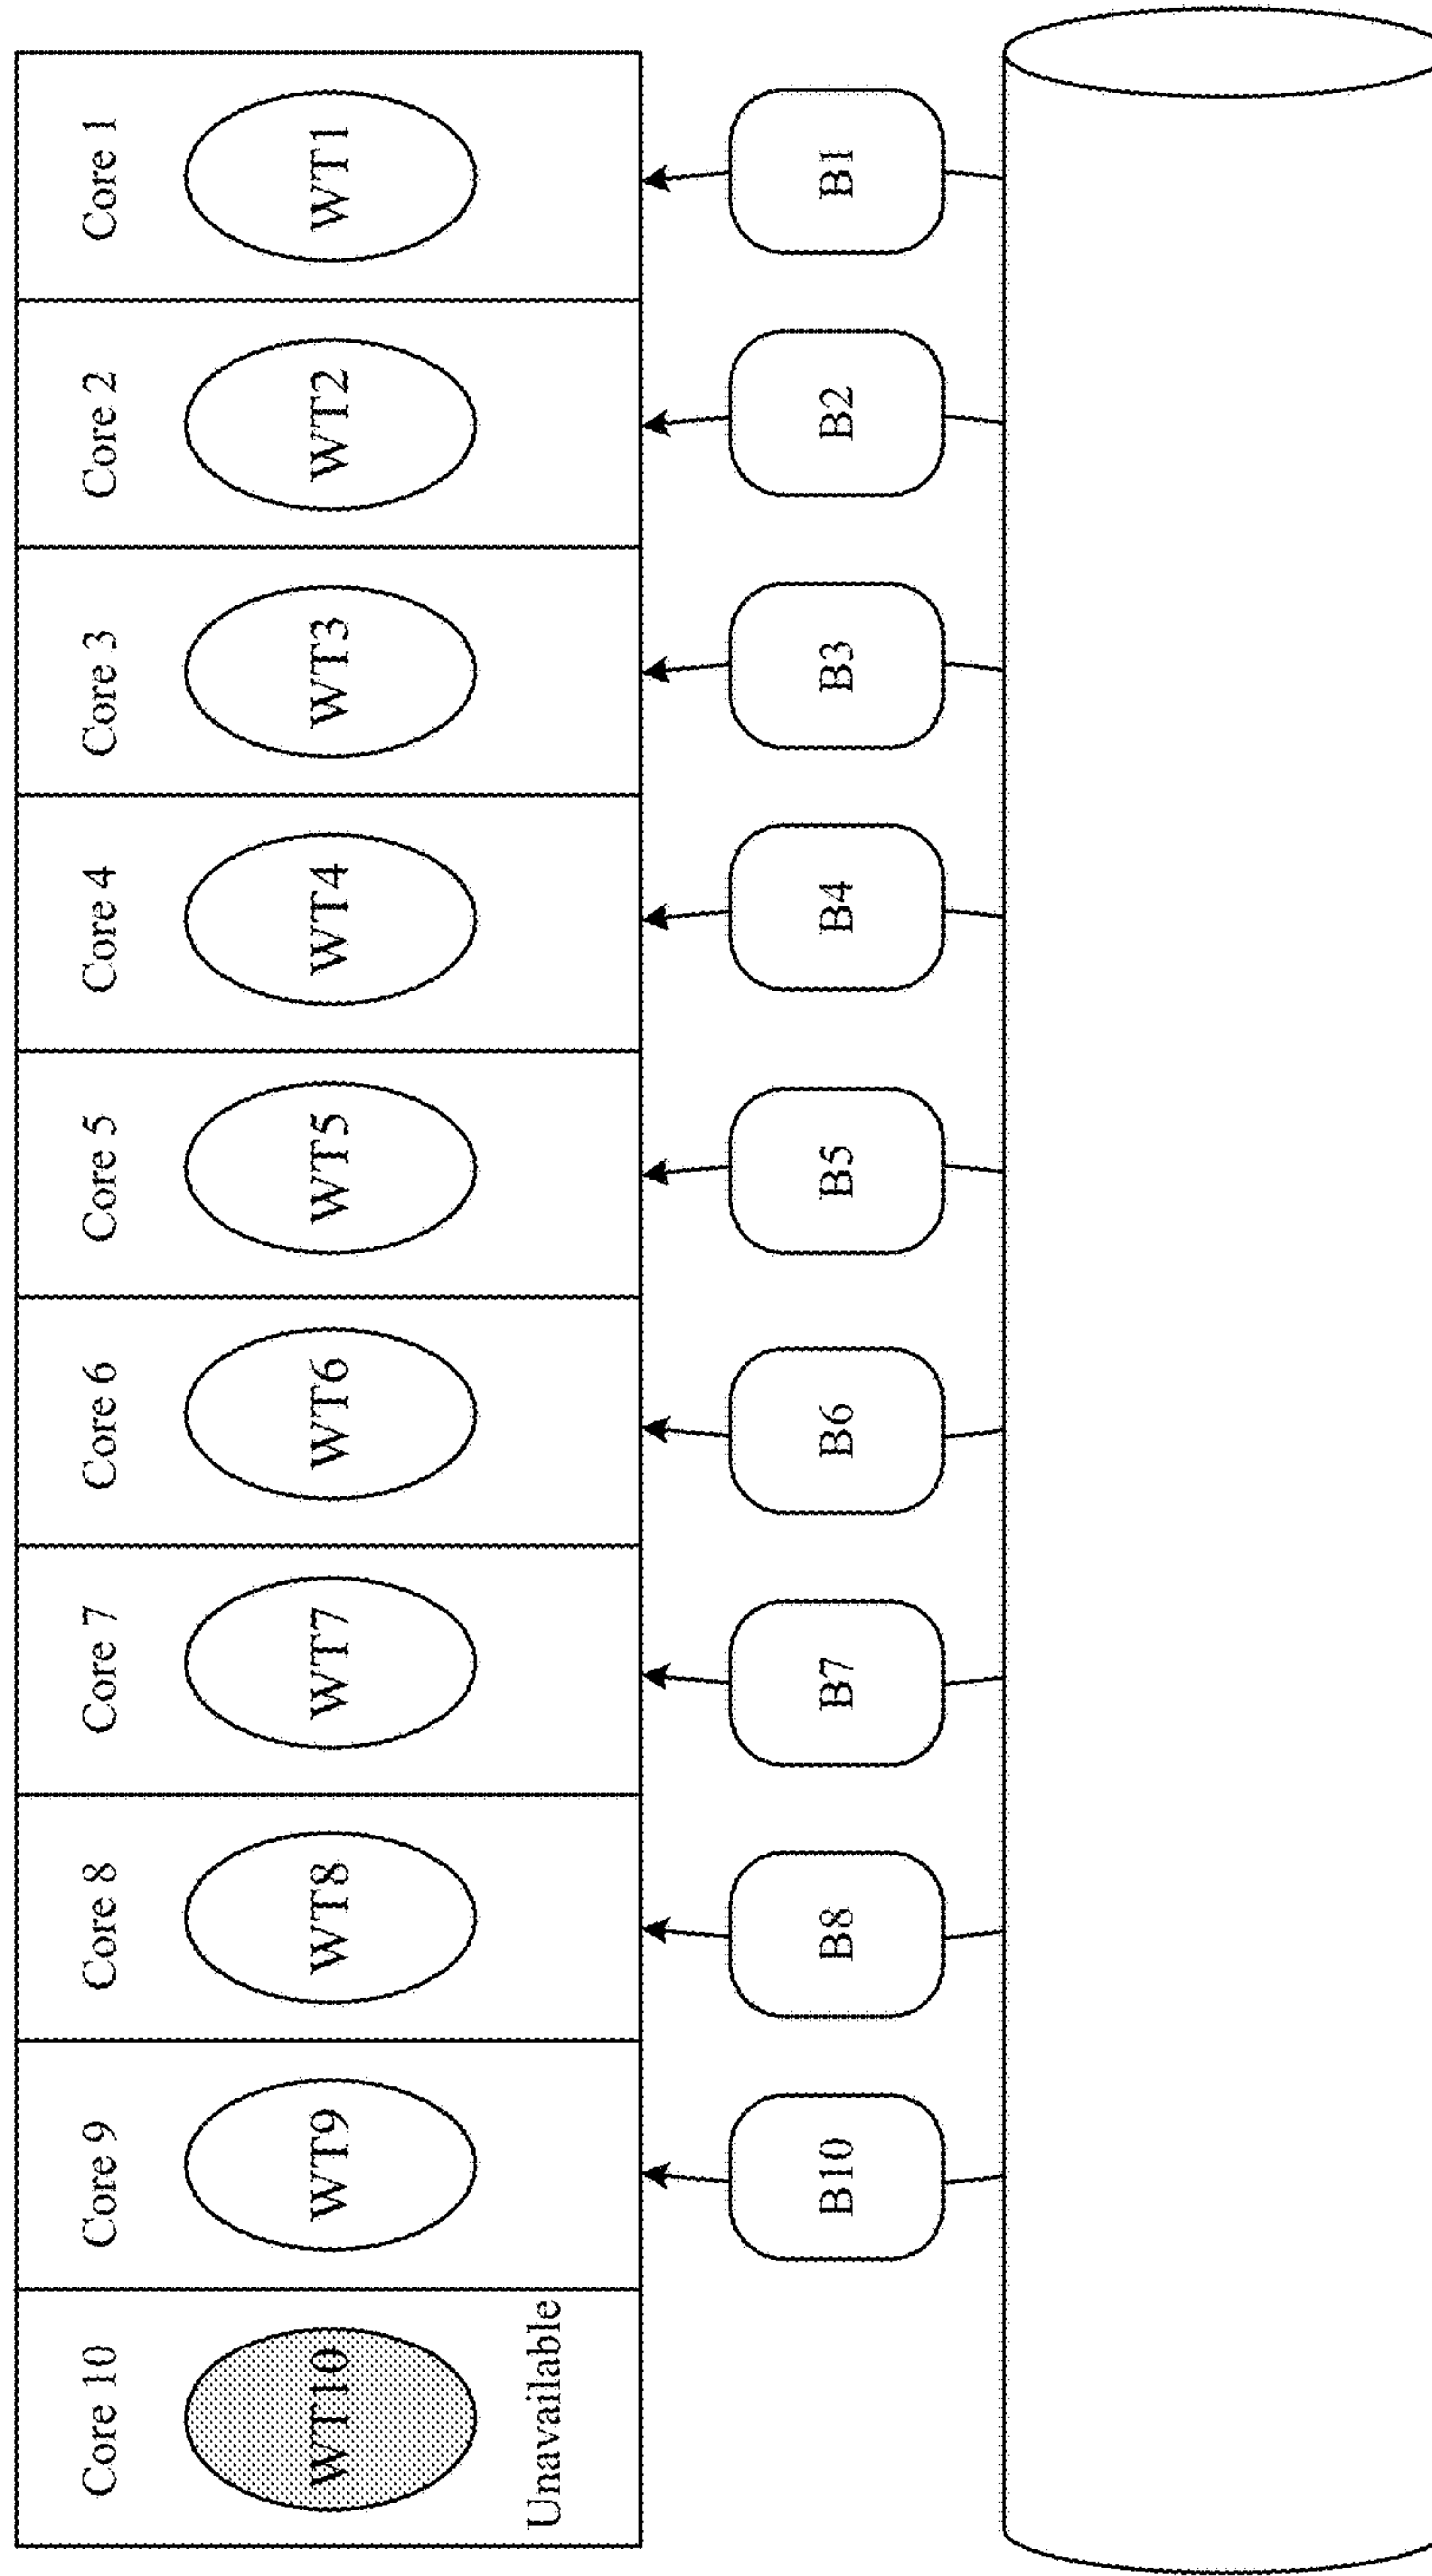 Core 10
Core 9
Core 8
Core 7
Core 6
Core 5
Core 4
Core 3
Core 2
Core 1
WT10
WT9
WT8
WT7
WT6
WT5
WT4
WT3
WT2
WT1
Unavailable
B10
B8
B7
B6
B5
B4
B3
B2
B1